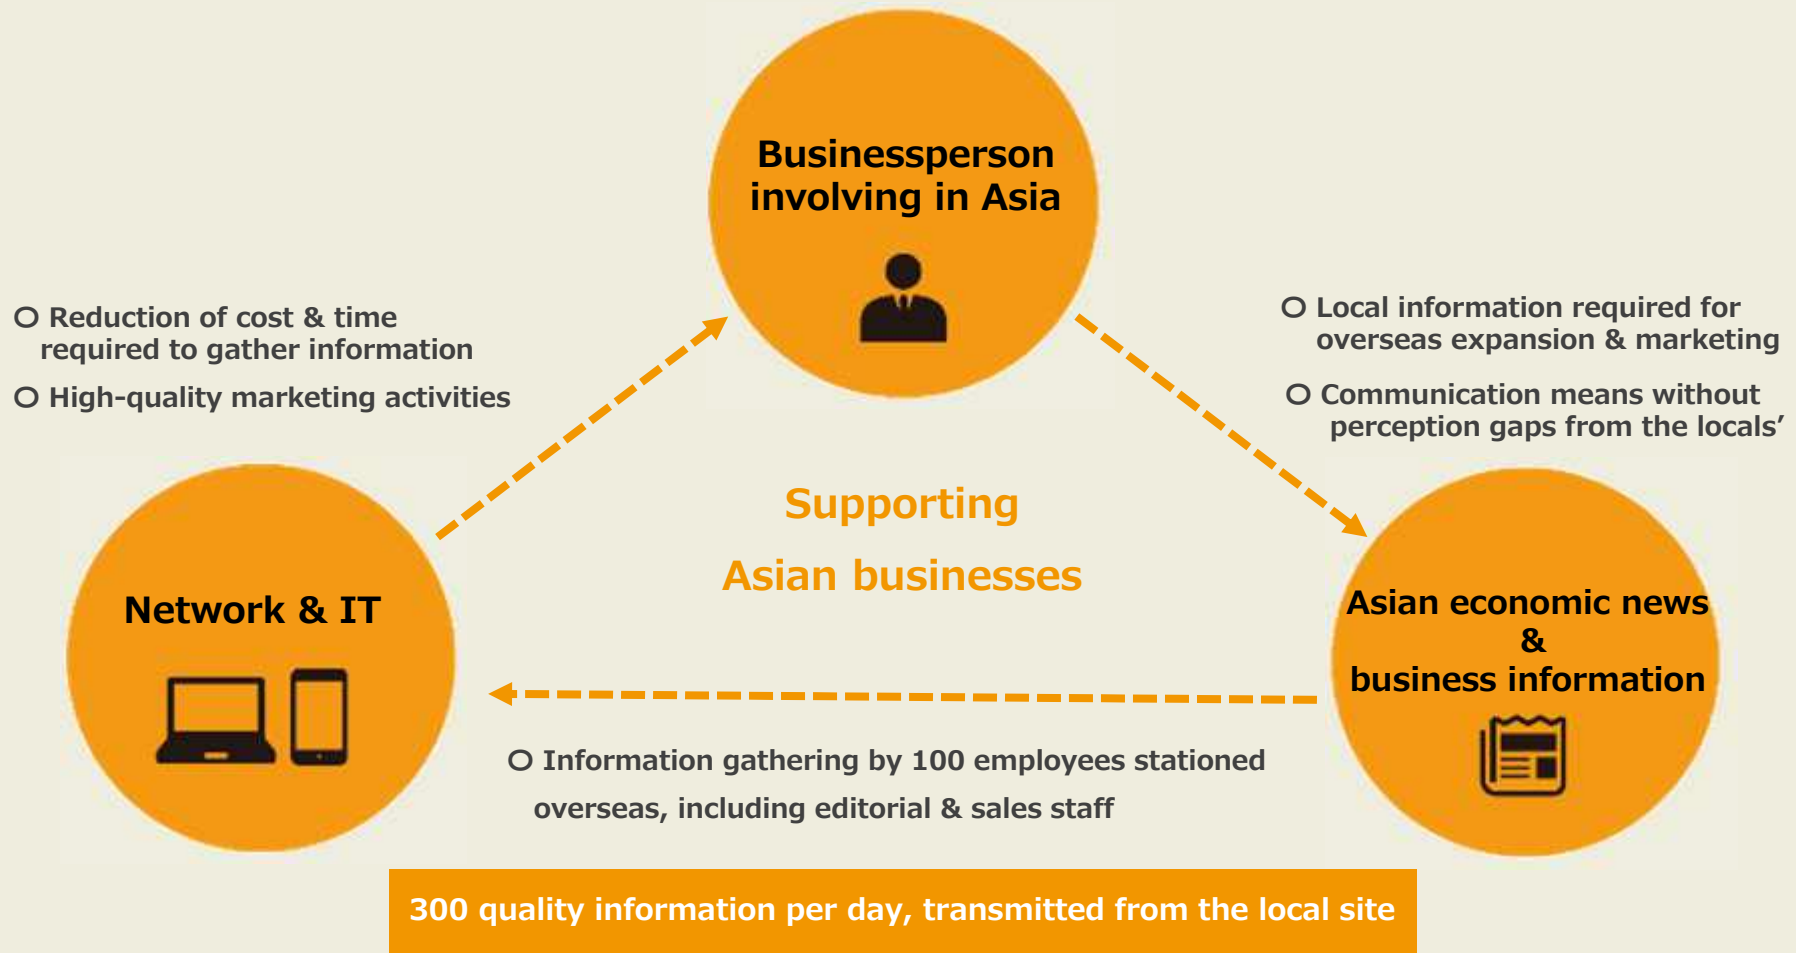 Businessperson
involving in Asia
O Reduction of cost & time
required to gather information
O High-quality marketing activities
O Local information required for
overseas expansion & marketing
O Communication means without
perception gaps from the locals’
Supporting
Asian businesses
Network & IT
Asian economic news
&
business information
O Information gathering by 100 employees stationed
overseas, including editorial & sales staff
300 quality information per day, transmitted from the local site